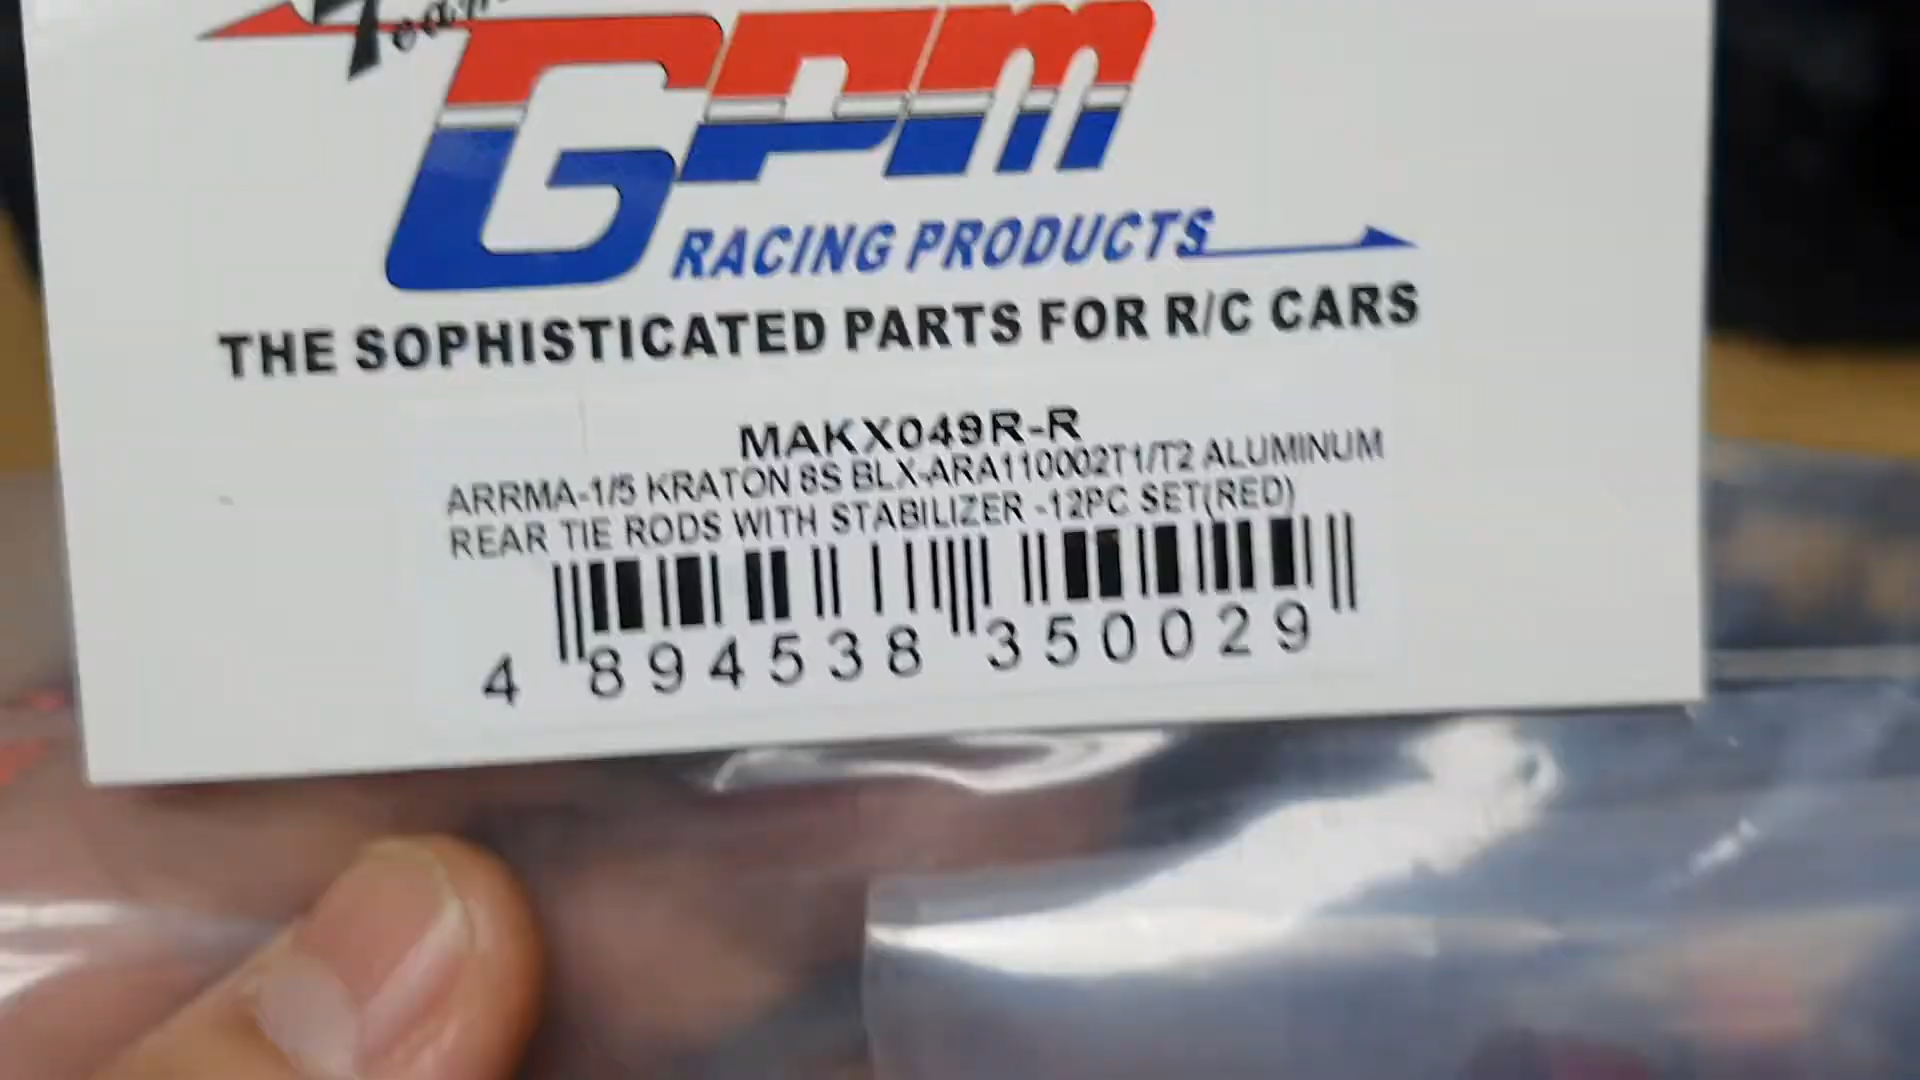 Team
GPM
RACING PRODUCTS
THE SOPHISTICATED PARTS FOR R/C CARS
MAKX049R-R
ARRMA-1/5 KRATON 8S BLX-ARA110002T1/T2 ALUMINUM
REAR TIE RODS WITH STABILIZER -12PC SET(RED)
4 894538 350029